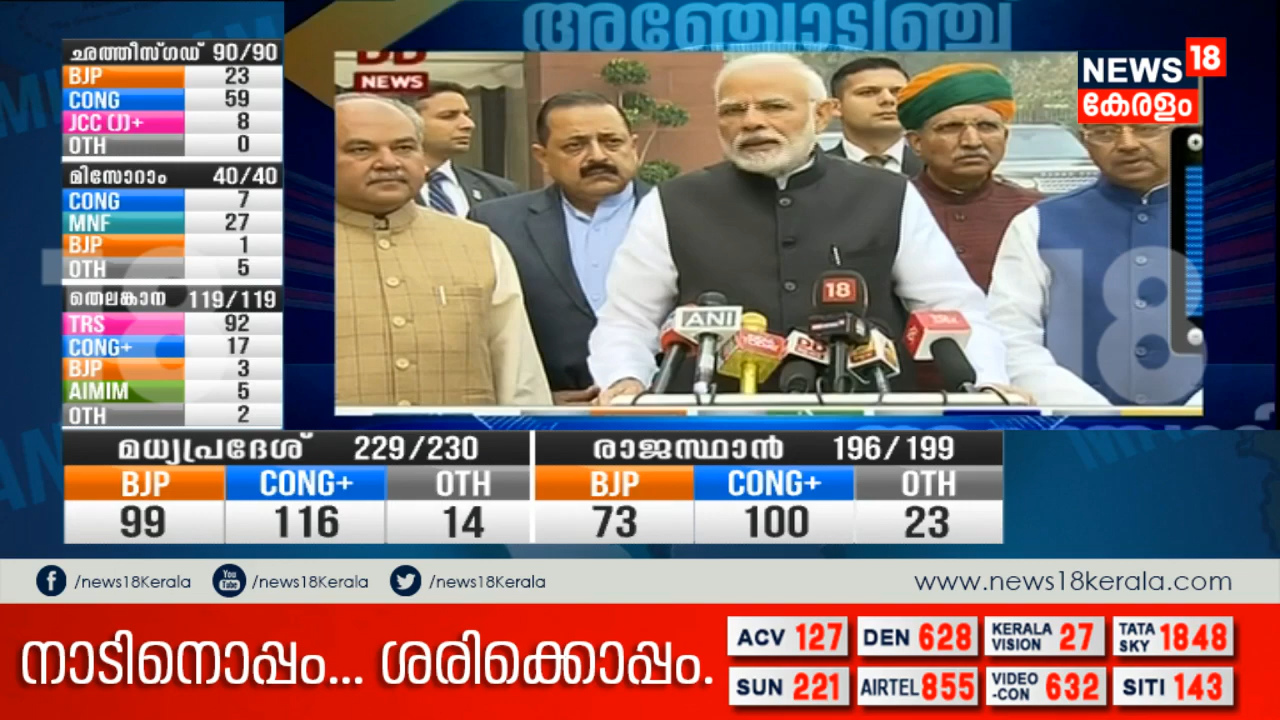 അഞ്ചോടിഞ്ച്
ഛത്തീസ്ഗഡ് 90/90
BJP 23
CONG 59
JCC (J)+ 8
OTH 0
മിസോറാം 40/40
CONG 7
MNF 27
BJP 1
OTH 5
തെലങ്കാന 119/119
TRS 92
CONG+ 17
BJP 3
AIMIM 5
OTH 2
DD
NEWS
NEWS 18
കേരളം
18
ANI
18
മധ്യപ്രദേശ് 229/230
BJP CONG+ OTH
99 116 14
രാജസ്ഥാൻ 196/199
BJP CONG+ OTH
73 100 23
/news18Kerala You Tube /news18Kerala /news18Kerala
www.news18kerala.com
നാടിനൊപ്പം... ശരിക്കൊപ്പം.
ACV 127 DEN 628 KERALA VISION 27 TATA SKY 1848
SUN 221 AIRTEL 855 VIDEO -CON 632 SITI 143